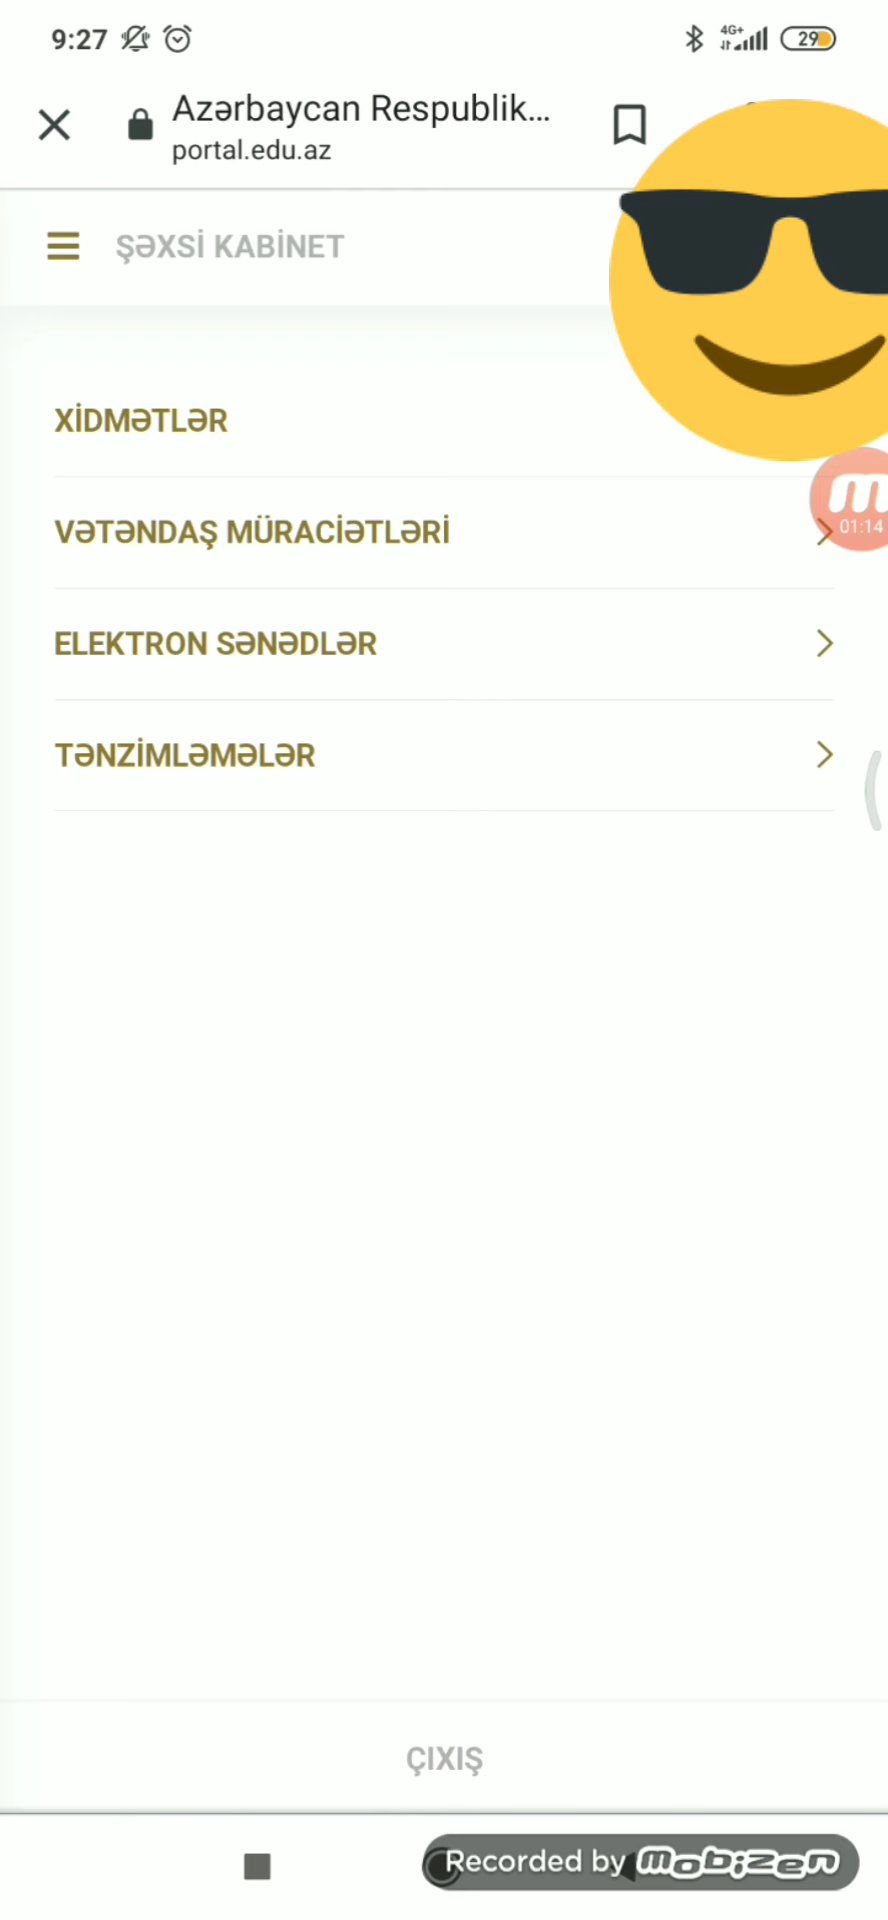 9:27 4G+ 29
Azərbaycan Respublik...
portal.edu.az
ŞƏXSİ KABİNET
XİDMƏTLƏR
VƏTƏNDAŞ MÜRACİƏTLƏRİ
01:14
ELEKTRON SƏNƏDLƏR
TƏNZİMLƏMƏLƏR
ÇIXIŞ
Recorded by mobizen